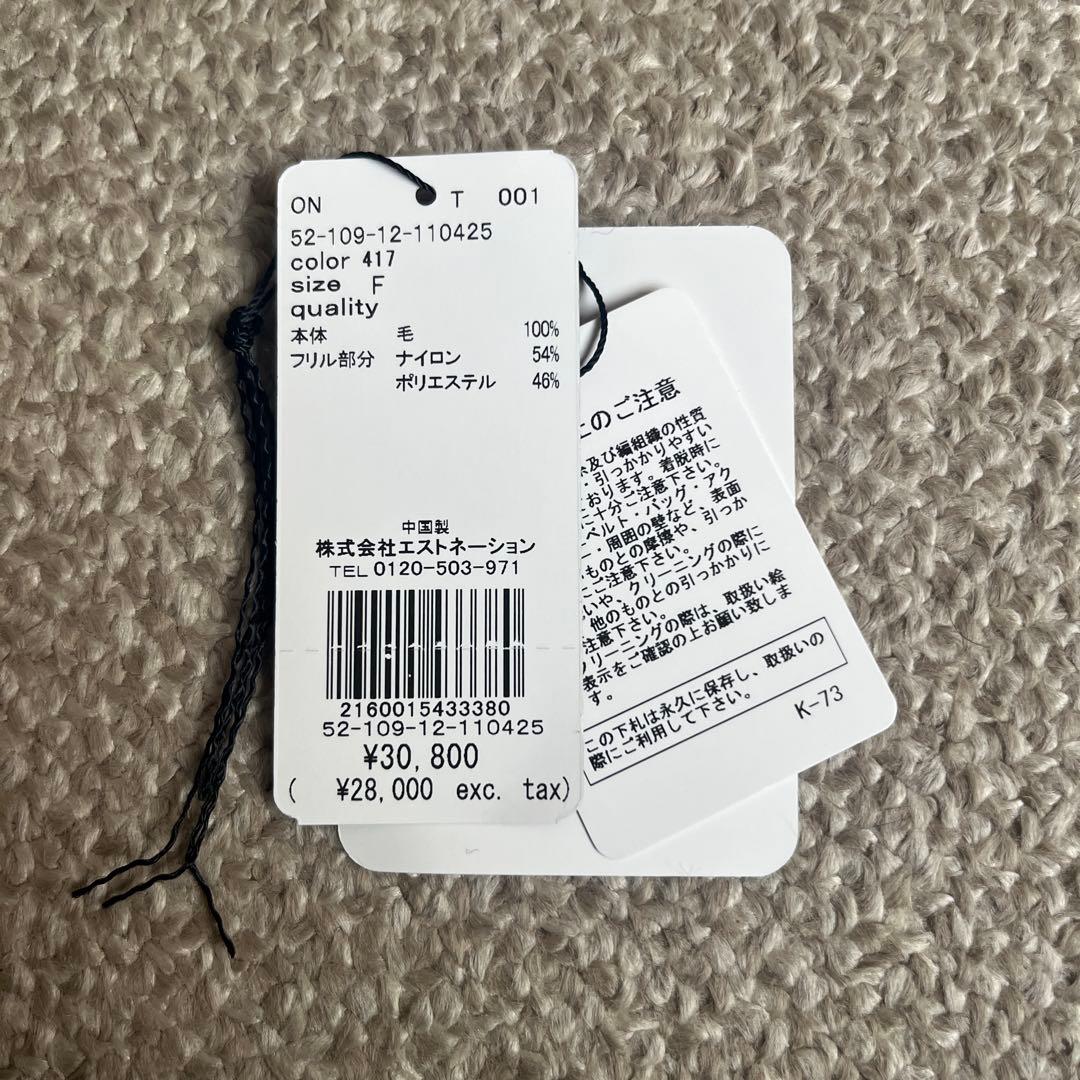 ON T 001
52-109-12-110425
color 417
size F
quality
本体 毛 100%
フリル部分 ナイロン 54%
ポリエステル 46%
中国製
株式会社エストネーション
TEL 0120-503-971
2160015433380
52-109-12-110425
¥30,800
( ¥28,000 exc. tax)
のご注意
及び編組織の性質
・引っかかりやすい
おります。着脱時に
に十分ご注意下さい。
ベルト・バッグ・アク
ー・周囲の壁など、表面
ものとの摩擦や、引っか
にご注意下さい。
いや、クリーニングの際に
他のものとの引っかかりに
注意下さい。
リーニングの際は、取扱い絵
表示をご確認の上お願い致しま
す。
この下札は永久に保存し、取扱いの
際にご利用して下さい。
K-73